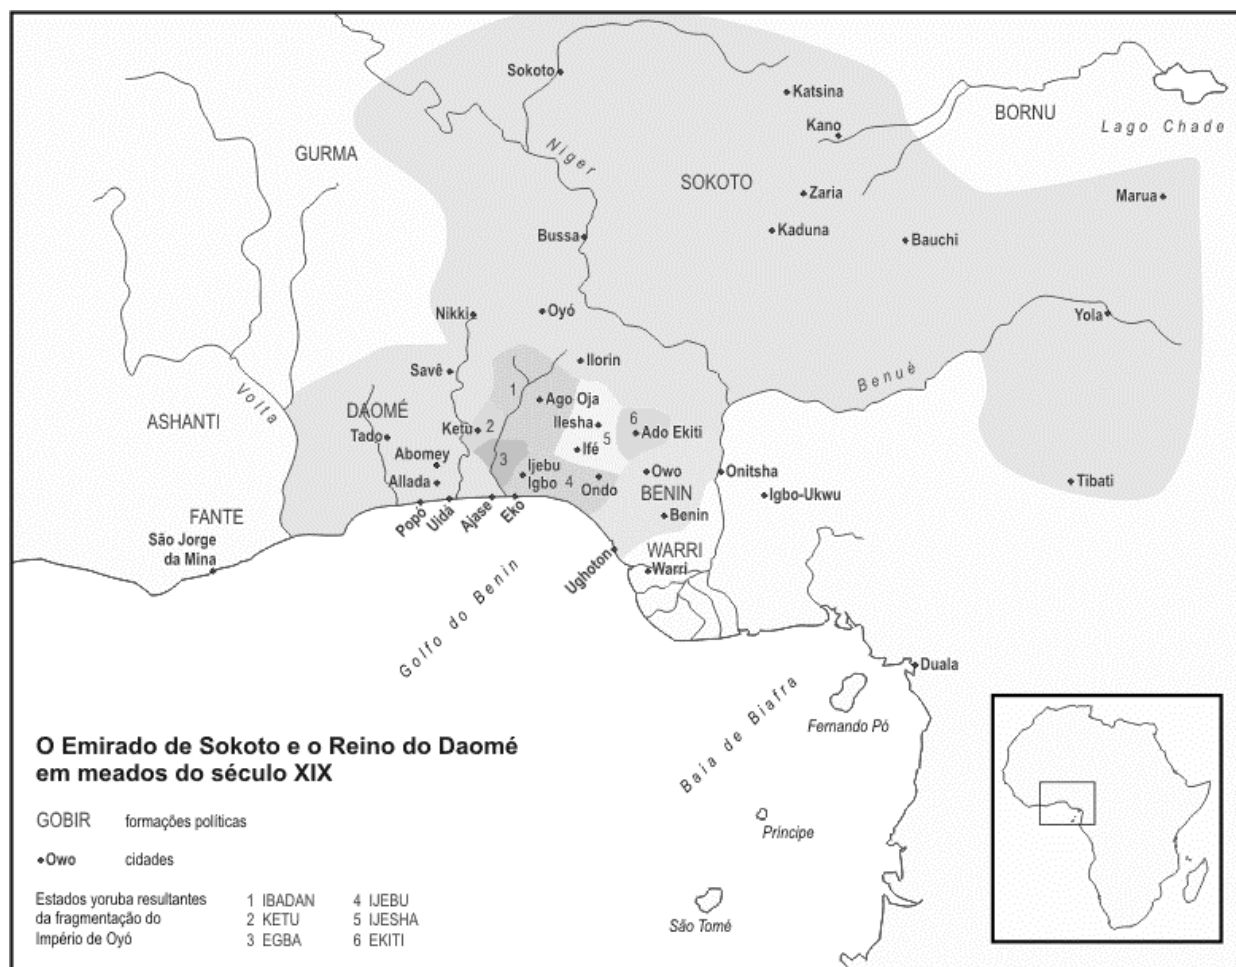 Sokoto
Katsina
Kano
BORNU
Lago Chade
Niger
GURMA
SOKOTO
Zaria
Marua
Kaduna
Bussa
Bauchi
Nikki
Oyó
Yola
Ilorin
Savê
Benuê
Volta
1
DAOMÉ
Ago Oja
ASHANTI
Ilesha
6
Ketu
2
Tado
5
Ado Ekiti
Ifé
Abomey
3
Ijebu
Igbo
4
Owo
Onitsha
Allada
Ondo
BENIN
Igbo-Ukwu
Tibati
Popó
Uidá
Ajase
Eko
FANTE
Benin
São Jorge
da Mina
WARRI
Ughoton
Warri
Golfo do Benin
Duala
Baia de Biafra
Fernando Pó
O Emirado de Sokoto e o Reino do Daomé
em meados do século XIX
GOBIR formações políticas
Príncipe
Owo cidades
Estados yoruba resultantes
da fragmentação do
Império de Oyó
1 IBADAN
2 KETU
3 EGBA
4 IJEBU
5 IJESHA
6 EKITI
São Tomé